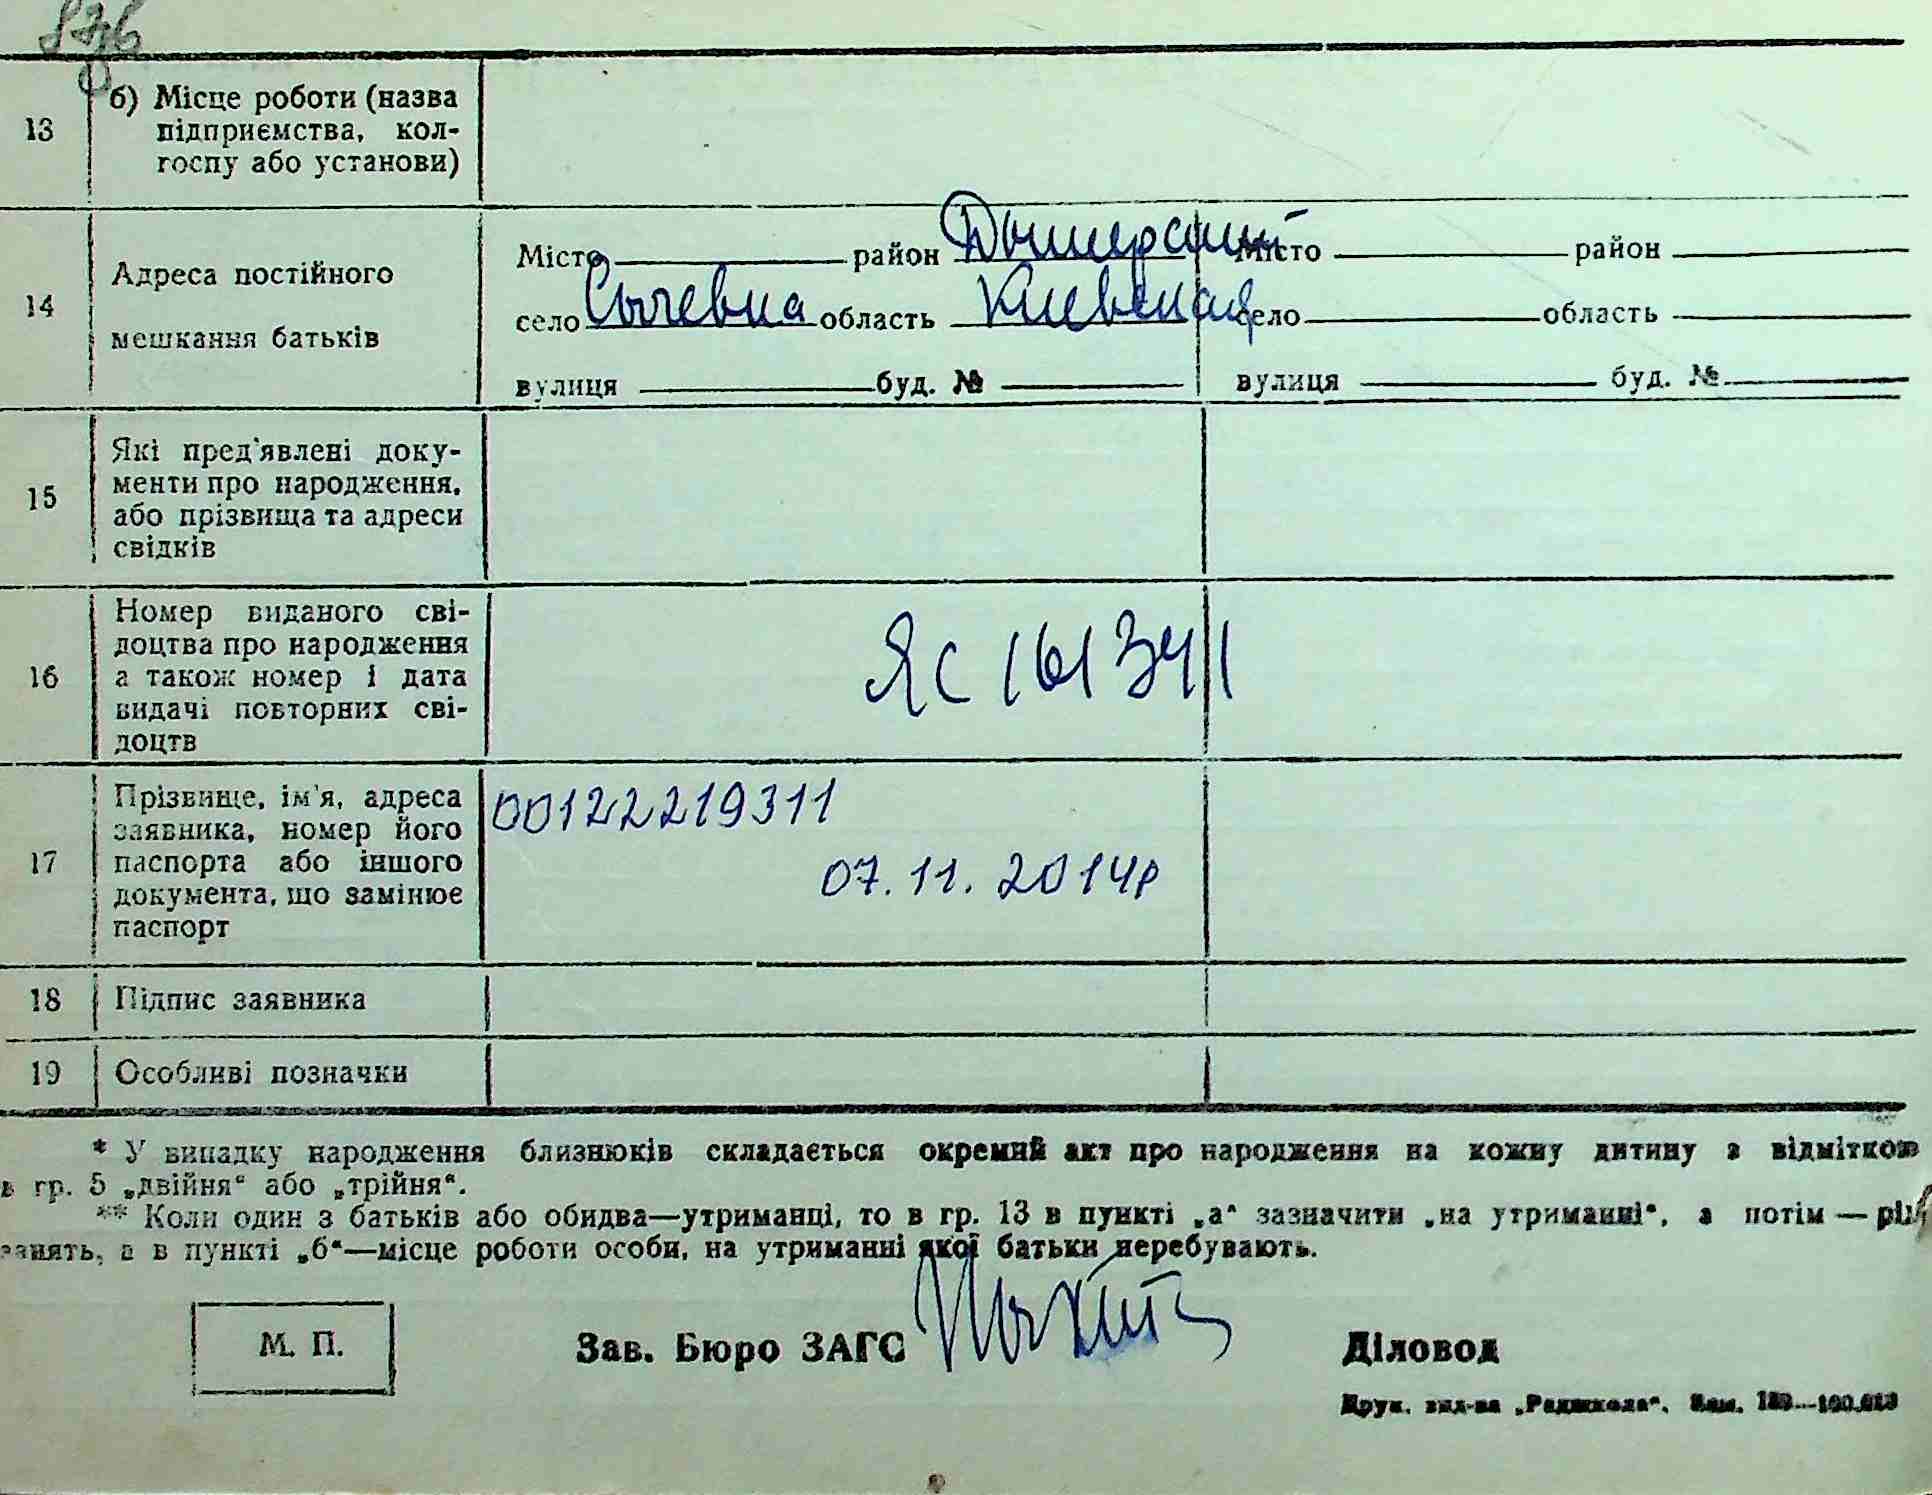 13 б) Місце роботи (назва
підприємства, кол-
госпу або установи)
14 Адреса постійного
мешкання батьків
Місто район Дымерский
село Сычевка область Киевская
вулиця буд. №
Місто район
село область
вулиця буд. №
15 Які пред'явлені доку-
менти про народження,
або прізвища та адреси
свідків
16 Номер виданого сві-
доцтва про народження
а також номер і дата
видачі повторних сві-
доцтв
ЯС 161341
17 Прізвище, ім'я, адреса
заявника, номер його
паспорта або іншого
документа, що замінює
паспорт
00122219311
07.11.2014р
18 Підпис заявника
19 Особливі позначки
* У випадку народження близнюків складається окремий акт про народження на кожну дитину з відміткою
в гр. 5 „двійня“ або „трійня“.
** Коли один з батьків або обидва—утриманці, то в гр. 13 в пункті „а“ зазначити „на утриманні“, а потім — рід
занять, а в пункті „б“—місце роботи особи, на утриманні якої батьки перебувають.
М. П. Зав. Бюро ЗАГС Діловод
Друк. вид-ва „Радшкола“. Зам.